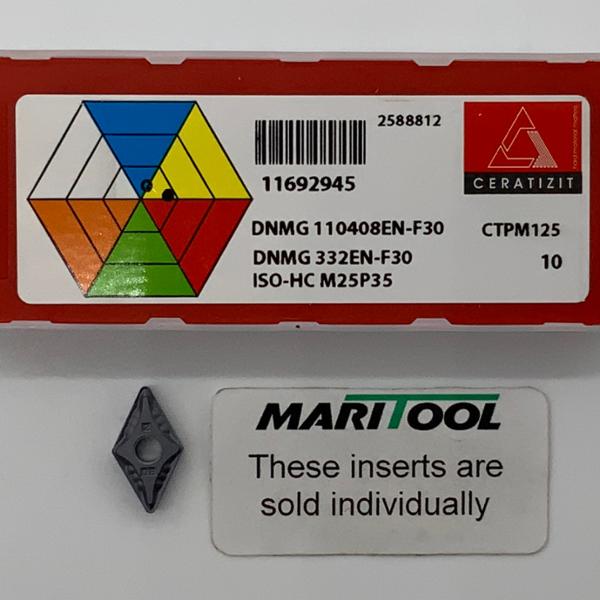 2588812
11692945
CERATIZIT
DNMG 110408EN-F30
CTPM125
DNMG 332EN-F30
10
ISO-HC M25P35
MARITOOL
These inserts are
sold individually